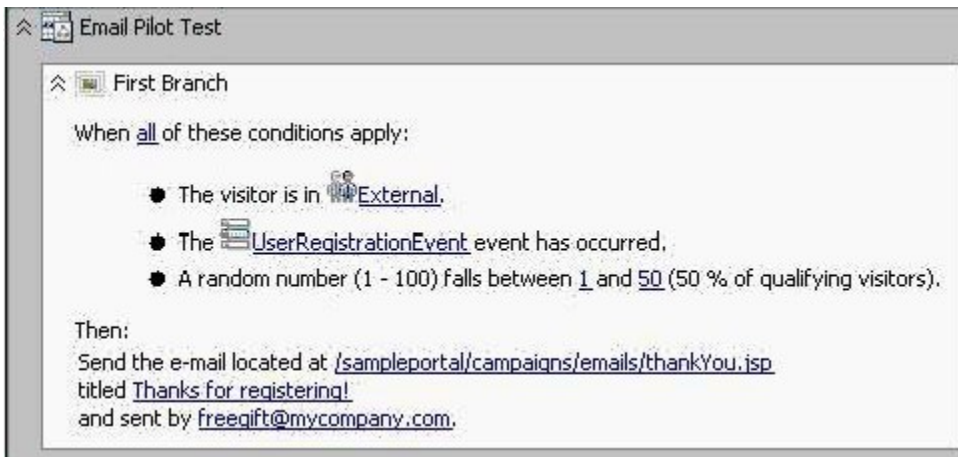 Email Pilot Test
First Branch
When all of these conditions apply:
The visitor is in External.
The UserRegistrationEvent event has occurred.
A random number (1 - 100) falls between 1 and 50 (50 % of qualifying visitors).
Then:
Send the e-mail located at /sampleportal/campaigns/emails/thankYou.jsp
titled Thanks for registering!
and sent by freegift@mycompany.com.